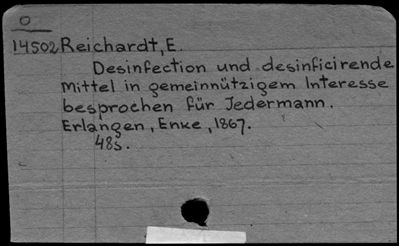 O
14502 Reichardt, E.
Desinfection und desinficirende
Mittel in gemeinnützigem Interesse
besprochen für Jedermann.
Erlangen, Enke, 1867.
48s.